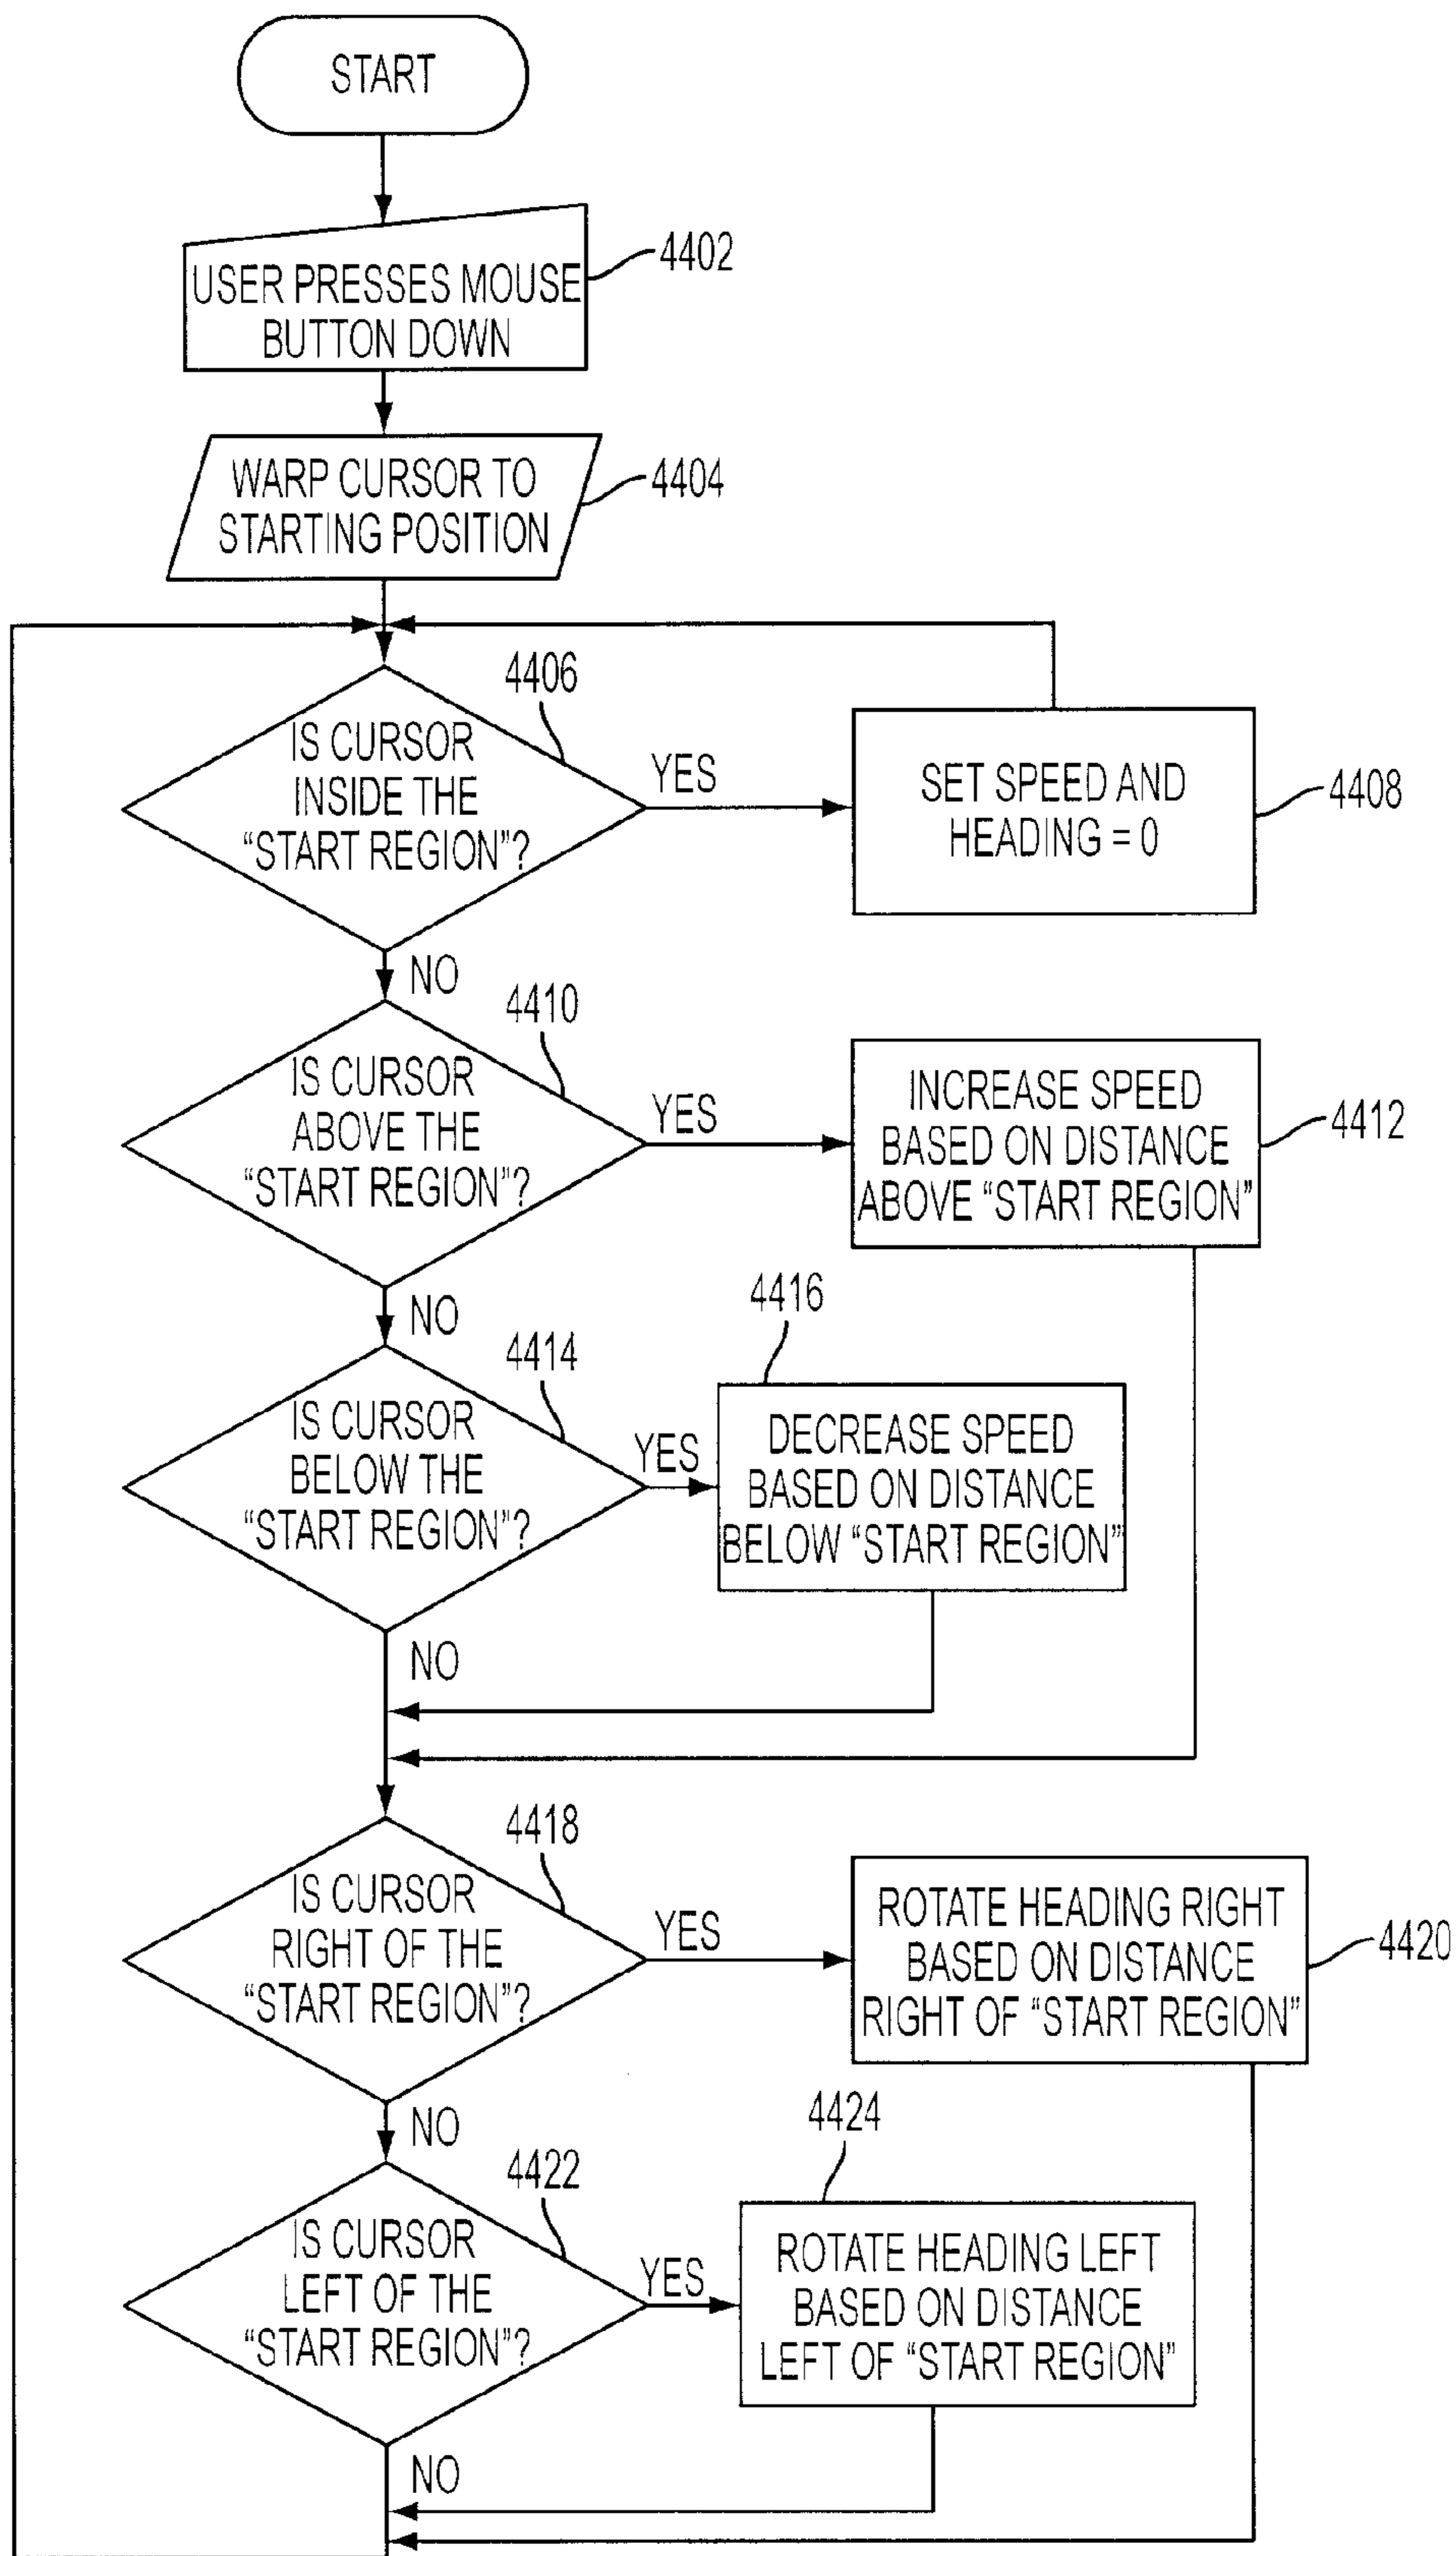 START
4402
USER PRESSES MOUSE
BUTTON DOWN
WARP CURSOR TO
STARTING POSITION
4404
4406
IS CURSOR
INSIDE THE
“START REGION”?
YES
SET SPEED AND
HEADING = 0
4408
NO
4410
IS CURSOR
ABOVE THE
“START REGION”?
YES
INCREASE SPEED
BASED ON DISTANCE
ABOVE “START REGION”
4412
NO
4414
IS CURSOR
BELOW THE
“START REGION”?
YES
4416
DECREASE SPEED
BASED ON DISTANCE
BELOW “START REGION”
NO
4418
IS CURSOR
RIGHT OF THE
“START REGION”?
YES
ROTATE HEADING RIGHT
BASED ON DISTANCE
RIGHT OF “START REGION”
4420
NO
4422
IS CURSOR
LEFT OF THE
“START REGION”?
YES
4424
ROTATE HEADING LEFT
BASED ON DISTANCE
LEFT OF “START REGION”
NO